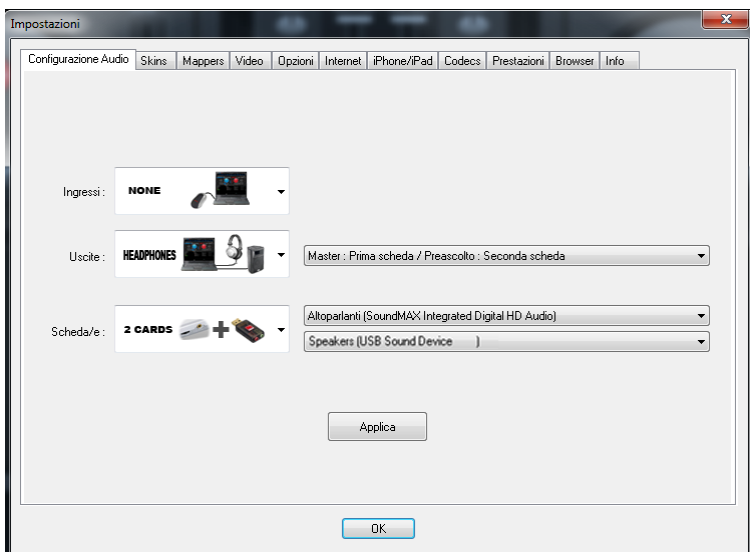 Impostazioni
Configurazione Audio Skins Mappers Video Opzioni Internet iPhone/iPad Codecs Prestazioni Browser Info
Ingressi : NONE
Uscite : HEADPHONES Master : Prima scheda / Preascolto : Seconda scheda
Altoparlanti (SoundMAX Integrated Digital HD Audio)
Scheda/e : 2 CARDS
Speakers (USB Sound Device )
Applica
OK